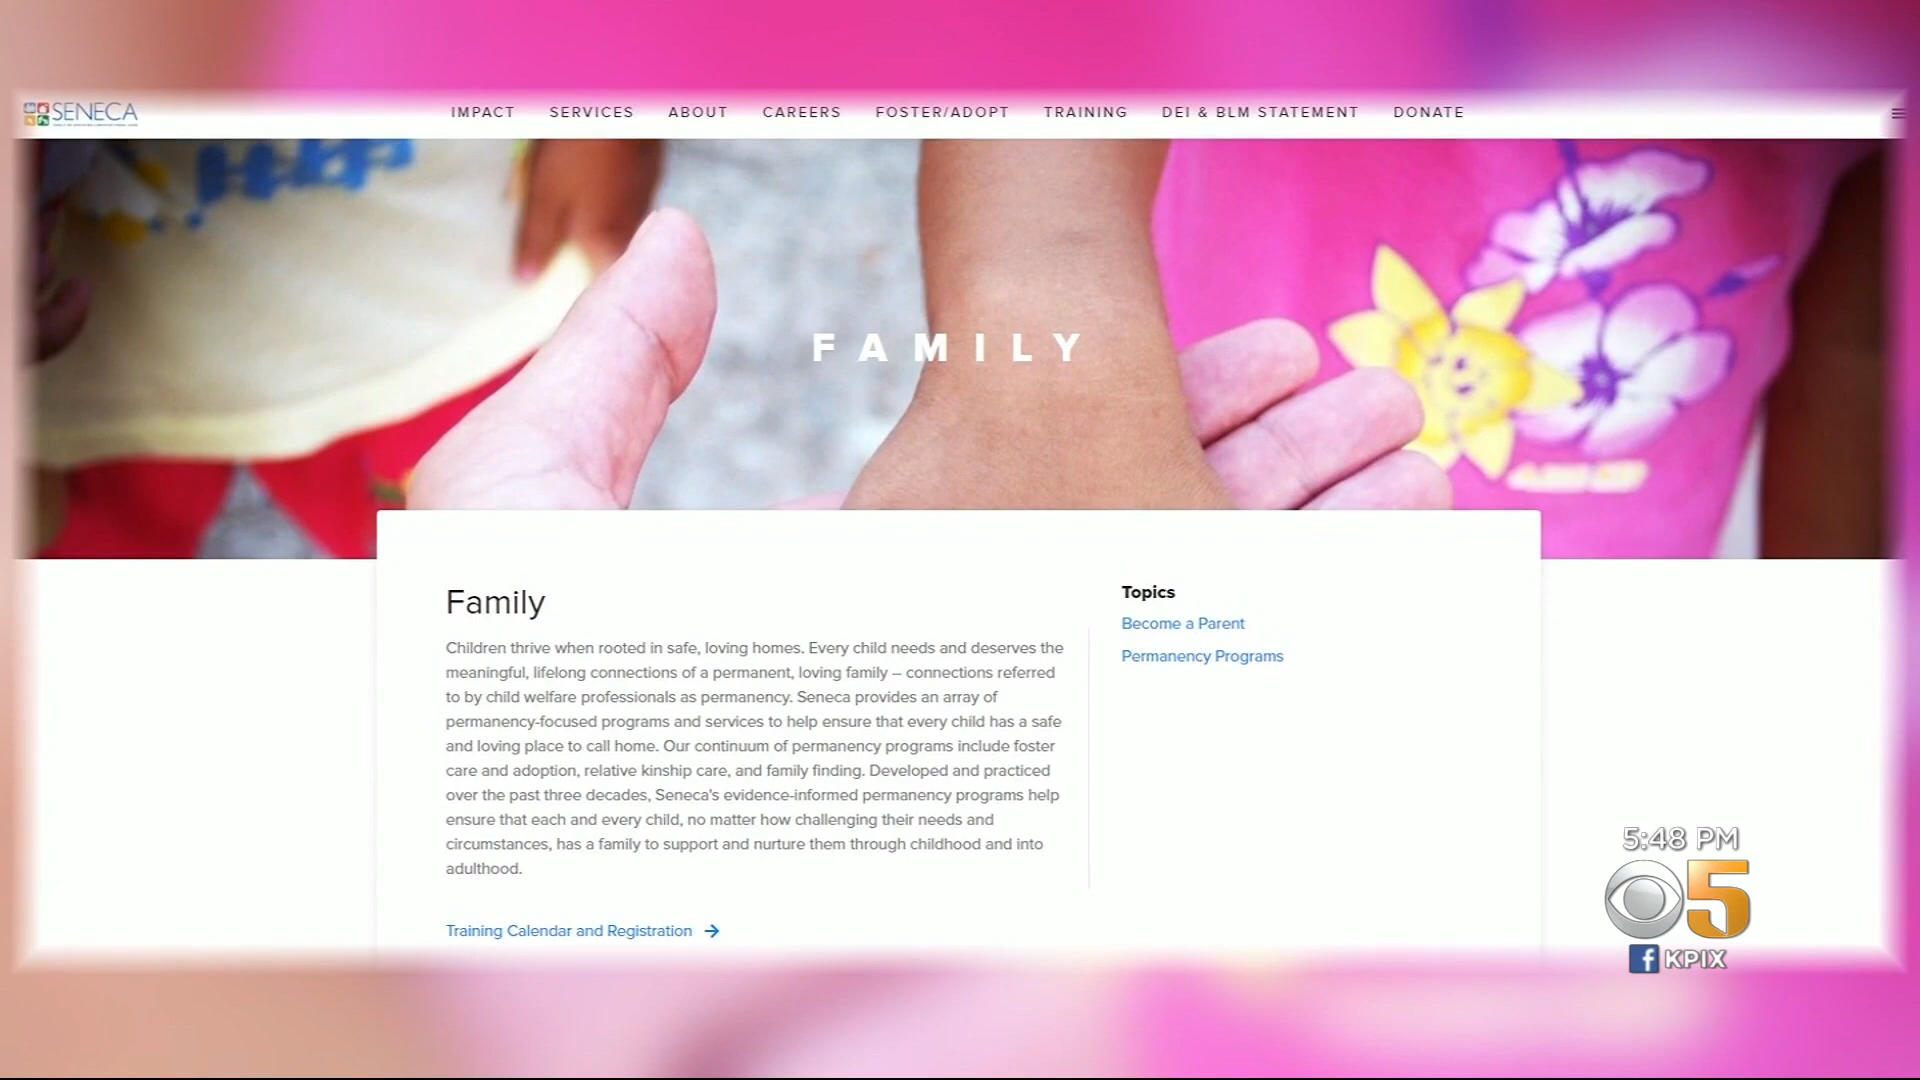 SENECA
IMPACT SERVICES ABOUT CAREERS FOSTER/ADOPT TRAINING DEI & BLM STATEMENT DONATE
FAMILY
Family
Children thrive when rooted in safe, loving homes. Every child needs and deserves the
meaningful, lifelong connections of a permanent, loving family – connections referred
to by child welfare professionals as permanency. Seneca provides an array of
permanency-focused programs and services to help ensure that every child has a safe
and loving place to call home. Our continuum of permanency programs include foster
care and adoption, relative kinship care, and family finding. Developed and practiced
over the past three decades, Seneca's evidence-informed permanency programs help
ensure that each and every child, no matter how challenging their needs and
circumstances, has a family to support and nurture them through childhood and into
adulthood.
Training Calendar and Registration →
Topics
Become a Parent
Permanency Programs
5:48 PM
5
f KPIX